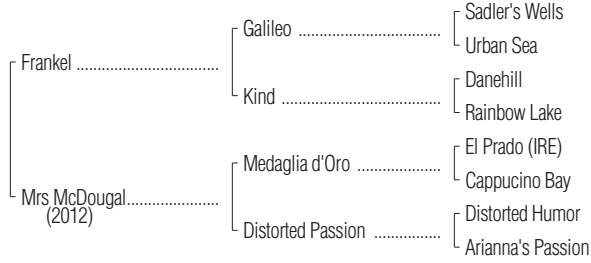 Sadler's Wells
Galileo ..................................
Urban Sea
Frankel ..................................
Danehill
Kind ......................................
Rainbow Lake
El Prado (IRE)
Medaglia d'Oro ....................
Cappucino Bay
Mrs McDougal......................
(2012)
Distorted Humor
Distorted Passion ................
Arianna's Passion